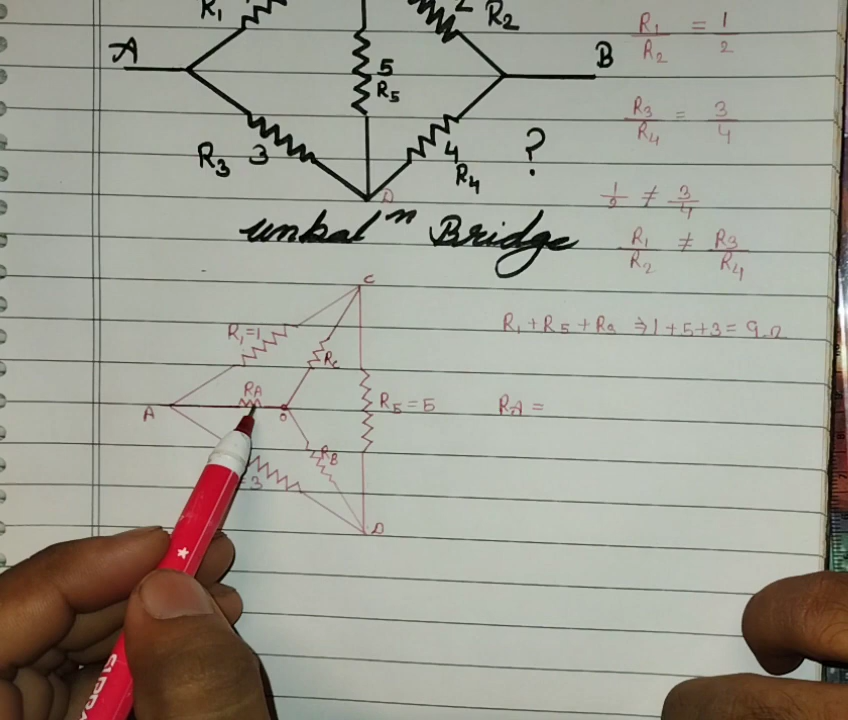 R₁
2 R₂
R₁/R₂ = 1/2
A
B
5
R₅
R₃/R₄ = 3/4
R₃ 3
4
R₄
?
D
1/2 ≠ 3/4
unbalⁿ Bridge
R₁/R₂ ≠ R₃/R₄
C
R₁=1
R₁+R₅+R₃ ⇒ 1+5+3= 9Ω
Rc
RA
A
O
R₅=5
RA =
RB
=3
D